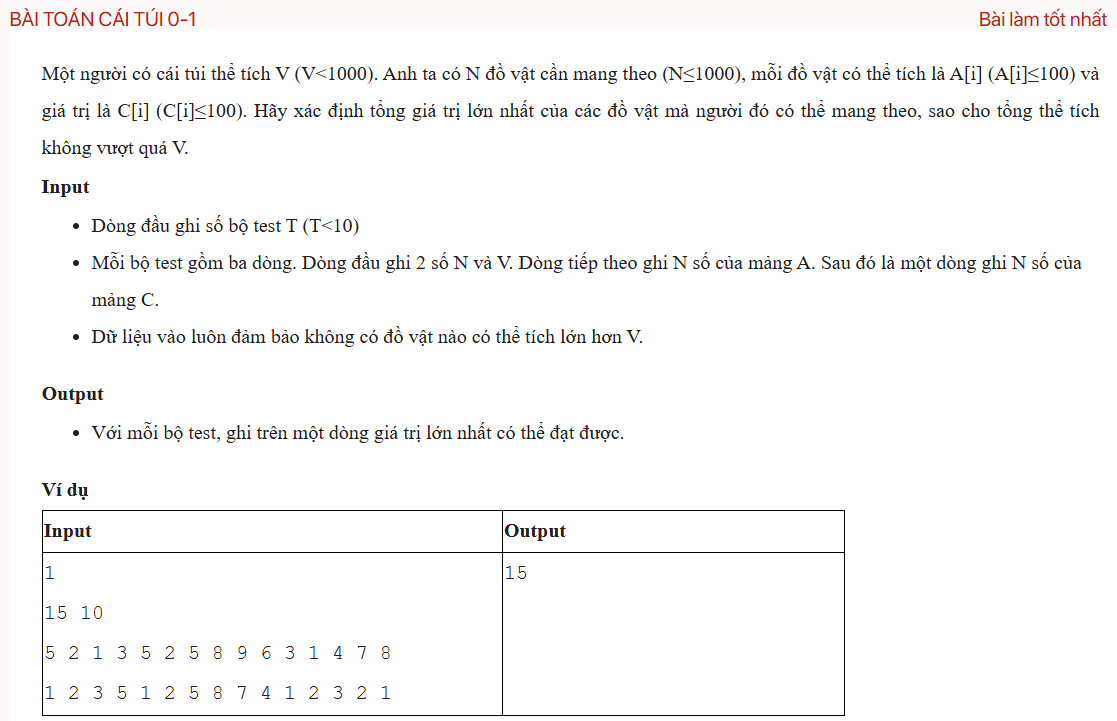 BÀI TOÁN CÁI TÚI 0-1
Bài làm tốt nhất
Một người có cái túi thể tích V (V<1000). Anh ta có N đồ vật cần mang theo (N≤1000), mỗi đồ vật có thể tích là A[i] (A[i]≤100) và
giá trị là C[i] (C[i]≤100). Hãy xác định tổng giá trị lớn nhất của các đồ vật mà người đó có thể mang theo, sao cho tổng thể tích
không vượt quá V.
Input
• Dòng đầu ghi số bộ test T (T<10)
• Mỗi bộ test gồm ba dòng. Dòng đầu ghi 2 số N và V. Dòng tiếp theo ghi N số của mảng A. Sau đó là một dòng ghi N số của
mảng C.
• Dữ liệu vào luôn đảm bảo không có đồ vật nào có thể tích lớn hơn V.
Output
• Với mỗi bộ test, ghi trên một dòng giá trị lớn nhất có thể đạt được.
Ví dụ
Input Output
1 15
15 10
5 2 1 3 5 2 5 8 9 6 3 1 4 7 8
1 2 3 5 1 2 5 8 7 4 1 2 3 2 1